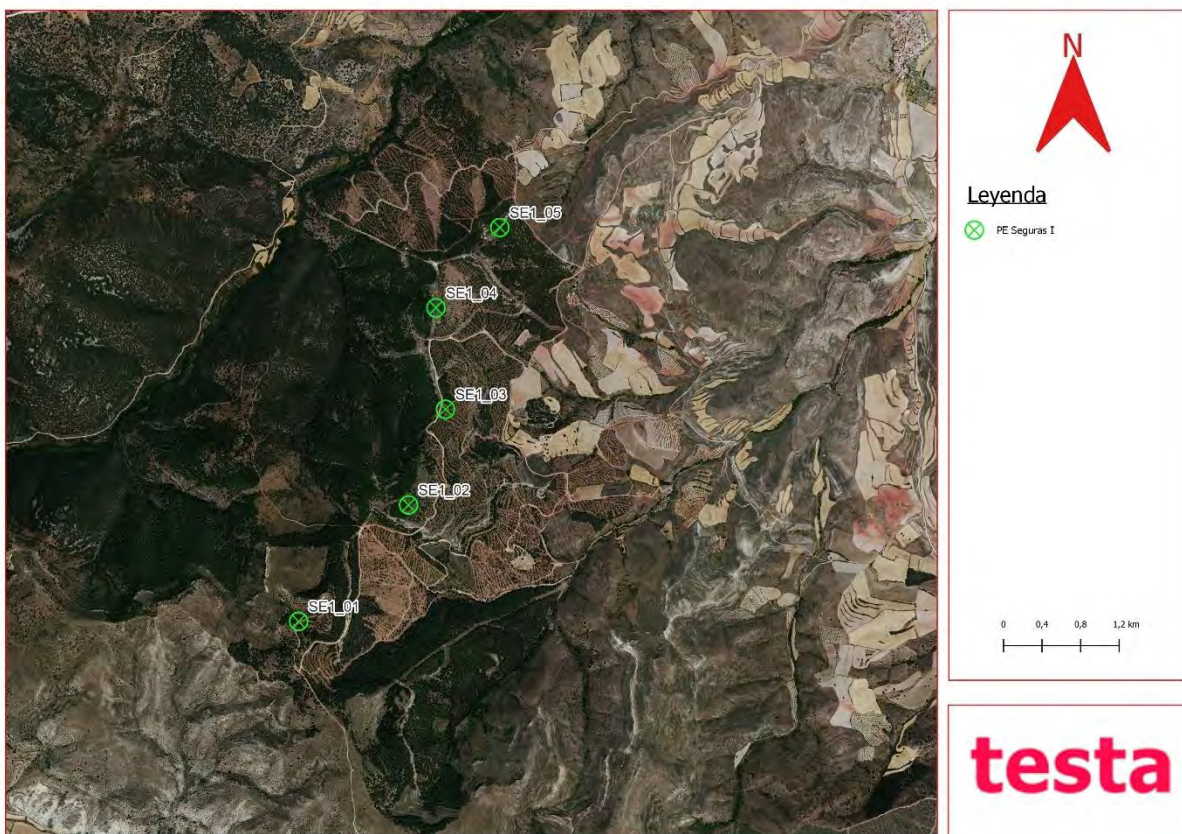 N
Leyenda
PE Seguras I
SE1_05
SE1_04
SE1_03
SE1_02
SE1_01
0 0,4 0,8 1,2 km
testa